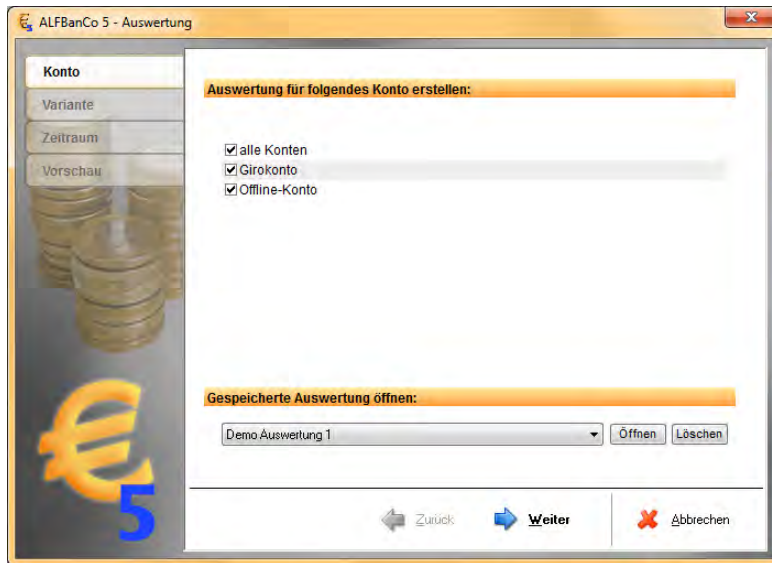 ALFBanCo 5 - Auswertung
Konto
Variante
Zeitraum
Vorschau
Auswertung für folgendes Konto erstellen:
alle Konten
Girokonto
Offline-Konto
Gespeicherte Auswertung öffnen:
Demo Auswertung 1
Öffnen
Löschen
€
5
Zurück
Weiter
Abbrechen